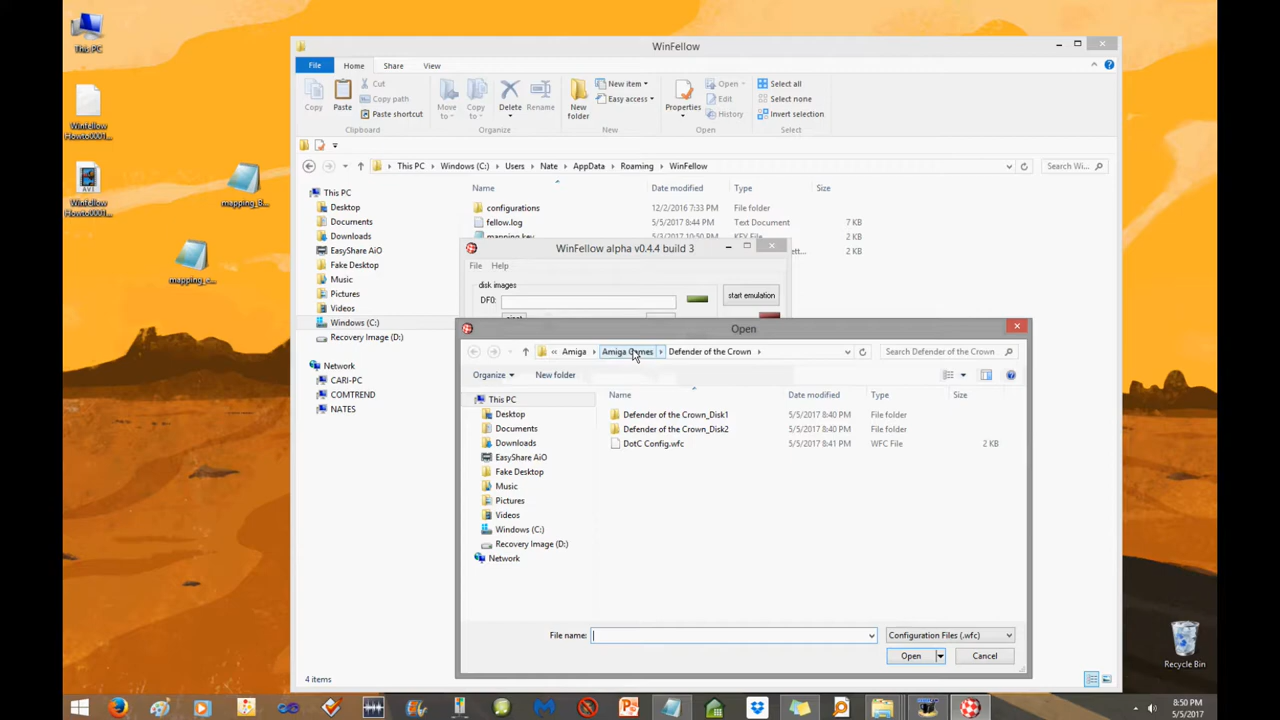 This PC
Winfellow
Howto0001...
Winfellow
Howto0001...
mapping_B...
mapping_c...
WinFellow
File
Home
Share
View
Copy
Paste
Cut
Copy path
Paste shortcut
Clipboard
Move
to
Copy
to
Delete
Rename
Organize
New
folder
New item
Easy access
New
Properties
Open
Edit
History
Open
Select all
Select none
Invert selection
Select
This PC
Windows (C:)
Users
Nate
AppData
Roaming
WinFellow
Search Wi...
This PC
Desktop
Documents
Downloads
EasyShare AiO
Fake Desktop
Music
Pictures
Videos
Windows (C:)
Recovery Image (D:)
Network
CARI-PC
COMTREND
NATES
Name
Date modified
Type
Size
configurations
12/2/2016 7:33 PM
File folder
fellow.log
5/5/2017 8:44 PM
Text Document
7 KB
mapping.key
5/3/2017 10:50 PM
KEY File
2 KB
ett...
2 KB
WinFellow alpha v0.4.4 build 3
File
Help
disk images
DF0:
start emulation
Open
« Amiga
Amiga Games
Defender of the Crown
Search Defender of the Crown
Organize
New folder
This PC
Desktop
Documents
Downloads
EasyShare AiO
Fake Desktop
Music
Pictures
Videos
Windows (C:)
Recovery Image (D:)
Network
Name
Date modified
Type
Size
Defender of the Crown_Disk1
5/5/2017 8:40 PM
File folder
Defender of the Crown_Disk2
5/5/2017 8:40 PM
File folder
DotC Config.wfc
5/5/2017 8:41 PM
WFC File
2 KB
File name:
Configuration Files (.wfc)
Open
Cancel
4 items
Recycle Bin
8:50 PM
5/5/2017